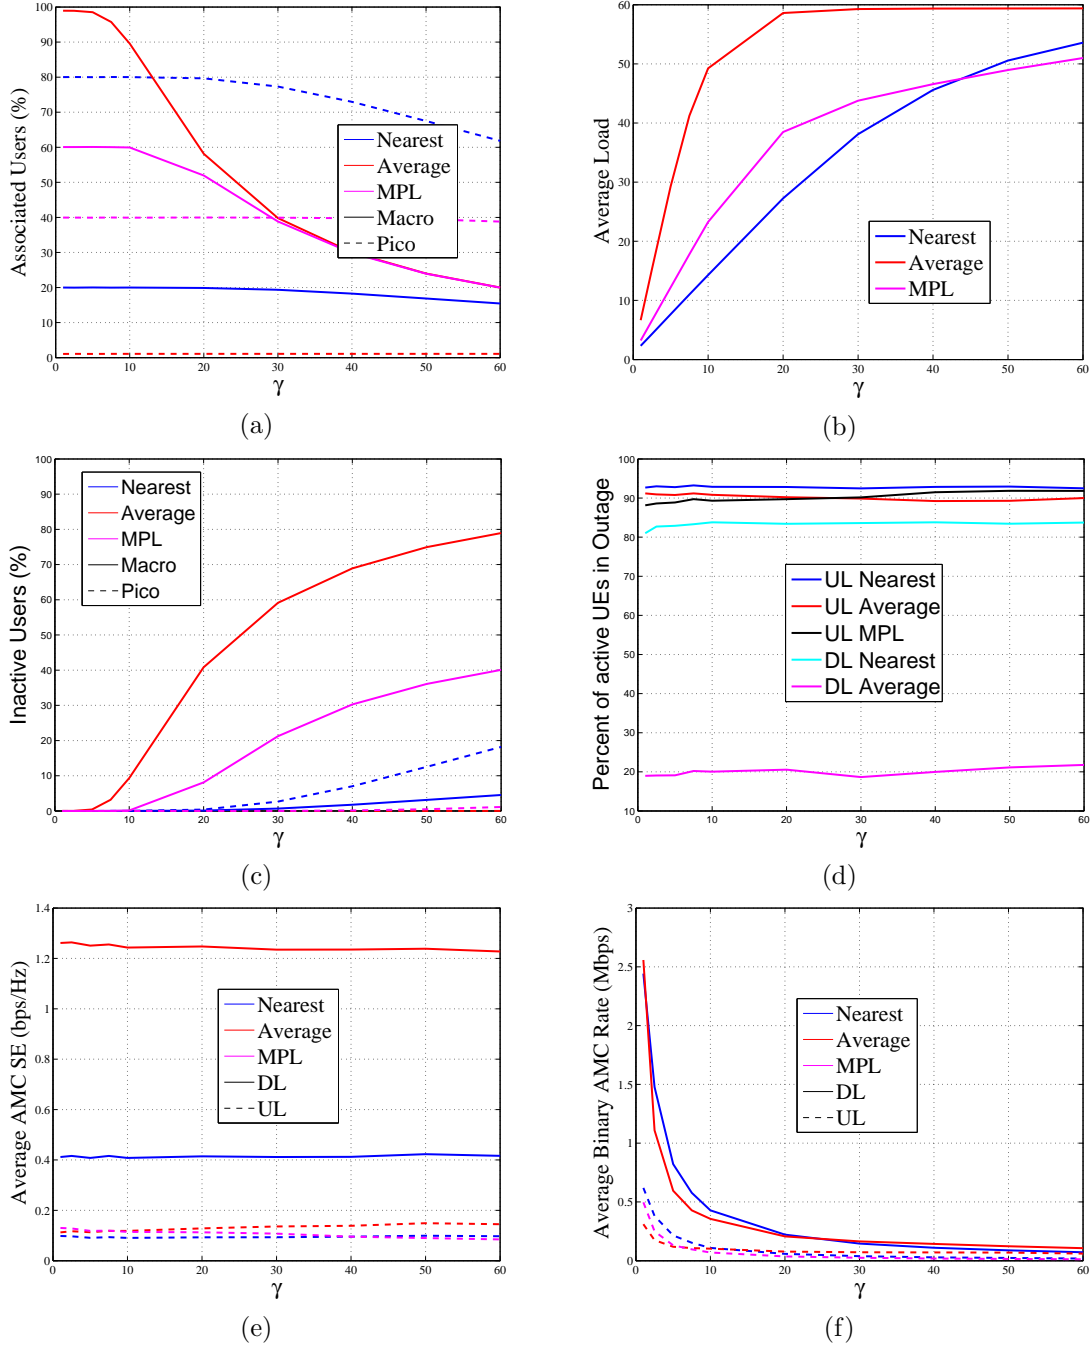 100
90
80
70
60
50
40
30
20
10
0
Associated Users (%)
Nearest
Average
MPL
Macro
Pico
0 10 20 30 40 50 60
γ
(a)
60
50
40
30
20
10
0
Average Load
Nearest
Average
MPL
0 10 20 30 40 50 60
γ
(b)
100
90
80
70
60
50
40
30
20
10
0
Inactive Users (%)
Nearest
Average
MPL
Macro
Pico
0 10 20 30 40 50 60
γ
(c)
100
90
80
90
60
50
40
30
20
10
Percent of active UEs in Outage
UL Nearest
UL Average
UL MPL
DL Nearest
DL Average
0 10 20 30 40 50 60
γ
(d)
1.4
1.2
1
0.8
0.6
0.4
0.2
0
Average AMC SE (bps/Hz)
Nearest
Average
MPL
DL
UL
0 10 20 30 40 50 60
γ
(e)
3
2.5
2
1.5
1
0.5
0
Average Binary AMC Rate (Mbps)
Nearest
Average
MPL
DL
UL
0 10 20 30 40 50 60
γ
(f)